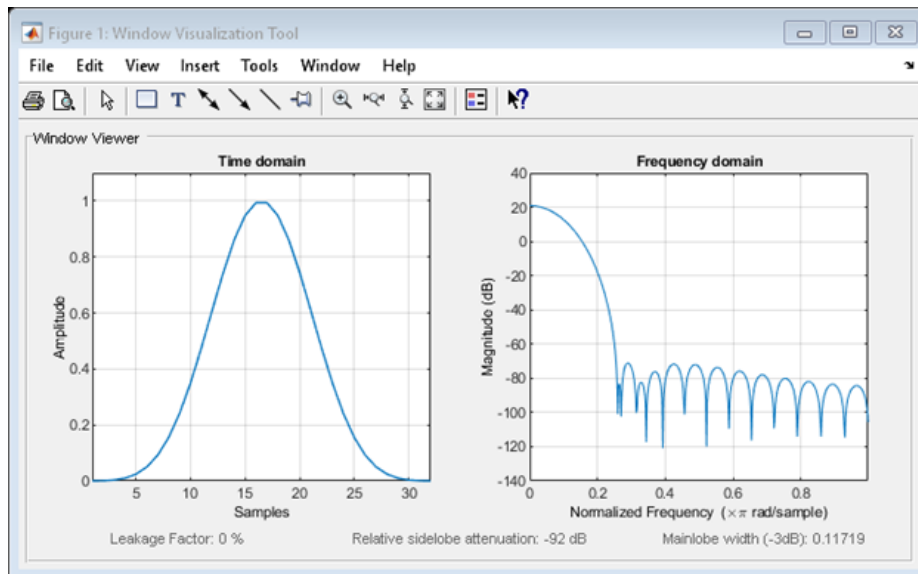 Figure 1: Window Visualization Tool
File Edit View Insert Tools Window Help
T
?
Window Viewer
Time domain
Amplitude
1
0.8
0.6
0.4
0.2
0
5 10 15 20 25 30
Samples
Frequency domain
Magnitude (dB)
40
20
0
-20
-40
-60
-80
-100
-120
-140
0 0.2 0.4 0.6 0.8
Normalized Frequency (×π rad/sample)
Leakage Factor: 0 %
Relative sidelobe attenuation: -92 dB
Mainlobe width (-3dB): 0.11719